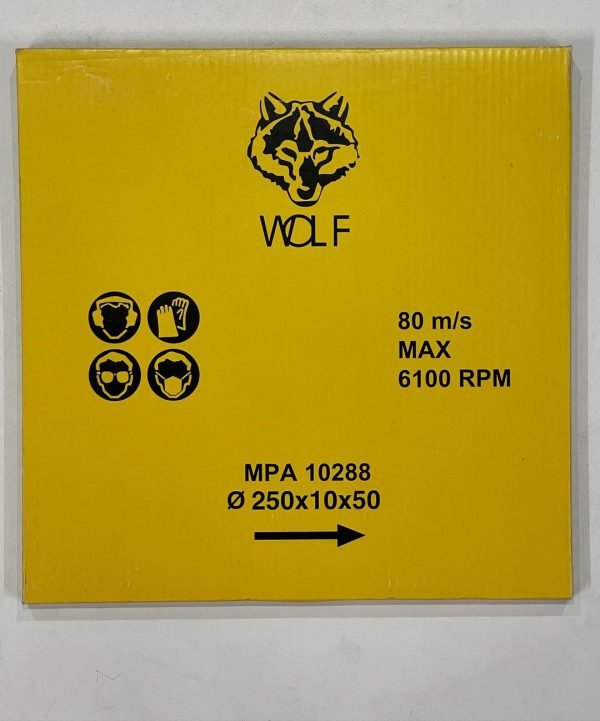 WOLF
80 m/s
MAX
6100 RPM
MPA 10288
Ø 250x10x50